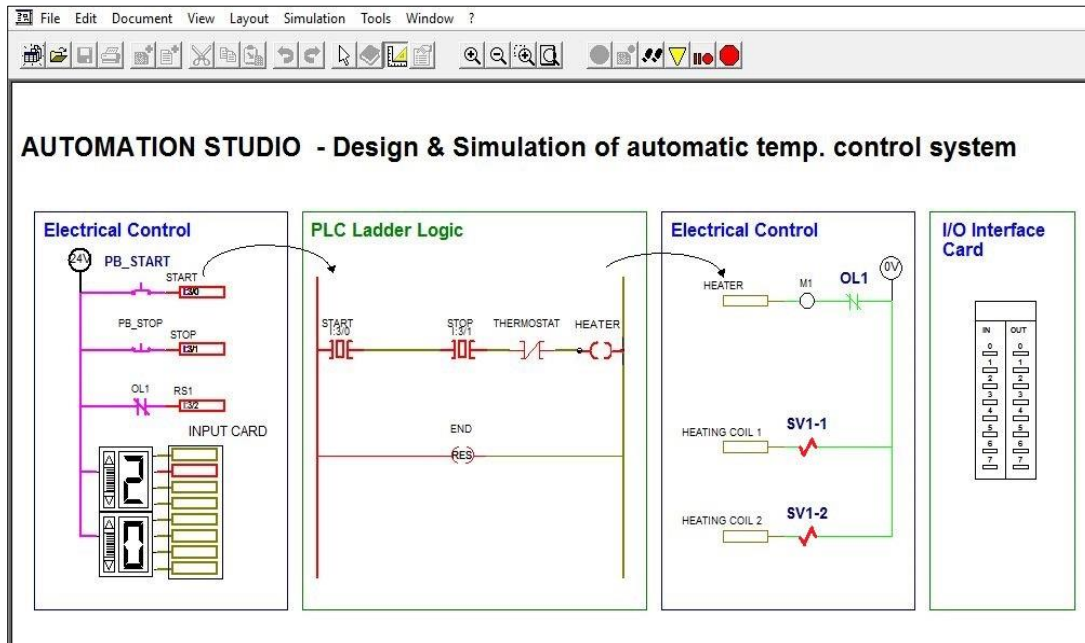 File Edit Document View Layout Simulation Tools Window ?
AUTOMATION STUDIO - Design & Simulation of automatic temp. control system
Electrical Control
24V
PB_START
START
I:3/0
PB_STOP
STOP
I:3/1
OL1
RS1
I:3/2
INPUT CARD
2
0
PLC Ladder Logic
START
I:3/0
STOP
I:3/1
THERMOSTAT
HEATER
END
RES
Electrical Control
0V
HEATER
M1
OL1
HEATING COIL 1
SV1-1
HEATING COIL 2
SV1-2
I/O Interface
Card
IN OUT
0 0
1 1
2 2
3 3
4 4
5 5
6 6
7 7